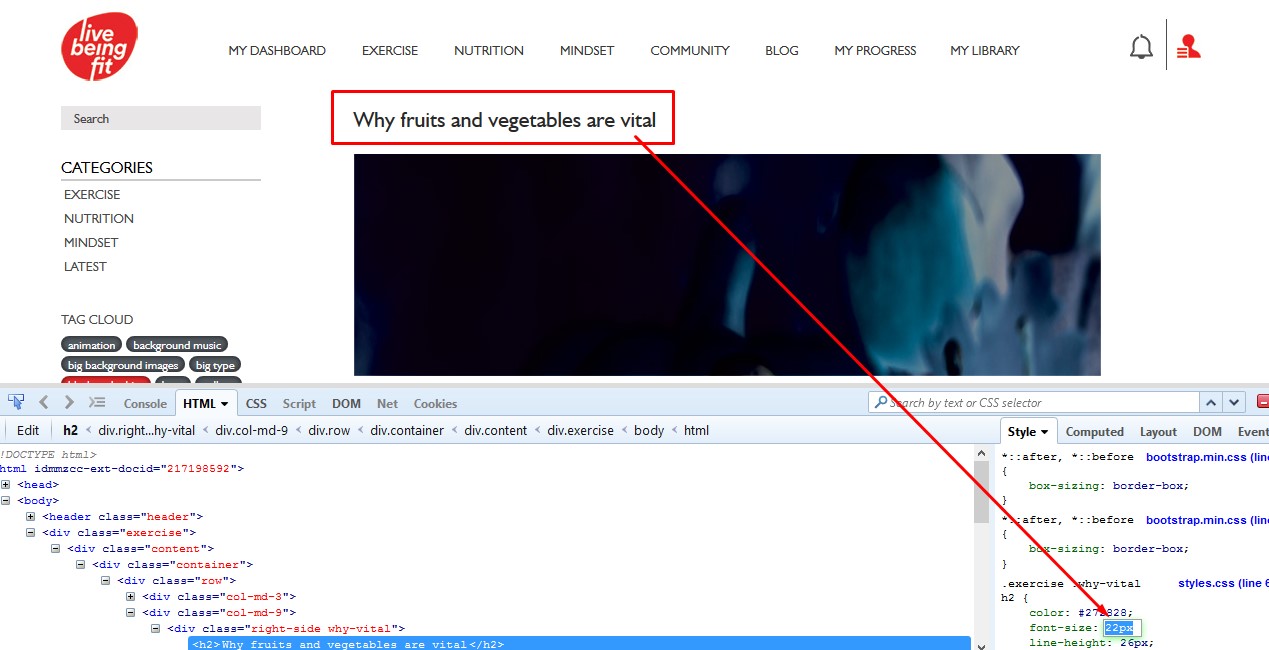 live
being
fit
MY DASHBOARD EXERCISE NUTRITION MINDSET COMMUNITY BLOG MY PROGRESS MY LIBRARY
Search
Why fruits and vegetables are vital
CATEGORIES
EXERCISE
NUTRITION
MINDSET
LATEST
TAG CLOUD
animation background music
big background images big type
Console HTML CSS Script DOM Net Cookies
Search by text or CSS selector
Edit h2 < div.right...hy-vital < div.col-md-9 < div.row < div.container < div.content < div.exercise < body < html
Style Computed Layout DOM Event
!DOCTYPE html>
html idmmzcc-ext-docid="217198592">
<head>
<body>
<header class="header">
<div class="exercise">
<div class="content">
<div class="container">
<div class="row">
<div class="col-md-3">
<div class="col-md-9">
<div class="right-side why-vital">
<h2>Why fruits and vegetables are vital</h2>
*::after, *::before bootstrap.min.css (line
{
box-sizing: border-box;
}
*::after, *::before bootstrap.min.css (line
{
box-sizing: border-box;
}
.exercise .why-vital styles.css (line 6
h2 {
color: #272828;
font-size: 22px
line-height: 26px;